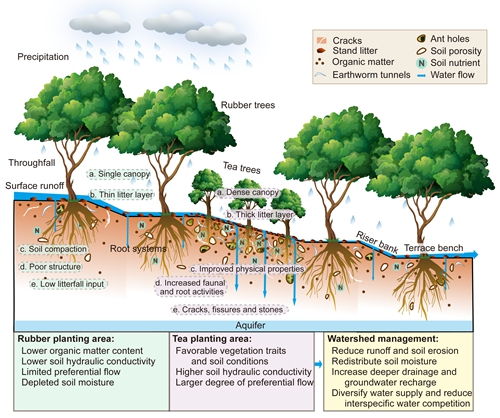 Cracks
Stand litter
Organic matter
Earthworm tunnels
Ant holes
Soil porosity
N Soil nutrient
Water flow
Precipitation
Rubber trees
Throughfall
Tea trees
a. Single canopy
a. Dense canopy
Surface runoff
b. Thin litter layer
b. Thick litter layer
Riser bank
Terrace bench
Root systems
c. Soil compaction
c. Improved physical properties
d. Poor structure
d. Increased faunal
and root activities
e. Low litterfall input
e. Cracks, fissures and stones
Aquifer
Rubber planting area:
Lower organic matter content
Lower soil hydraulic conductivity
Limited preferential flow
Depleted soil moisture
Tea planting area:
Favorable vegetation traits
and soil conditions
Higher soil hydraulic conductivity
Larger degree of preferential flow
Watershed management:
Reduce runoff and soil erosion
Redistribute soil moisture
Increase deeper drainage and
groundwater recharge
Diversify water supply and reduce
interspecific water competition